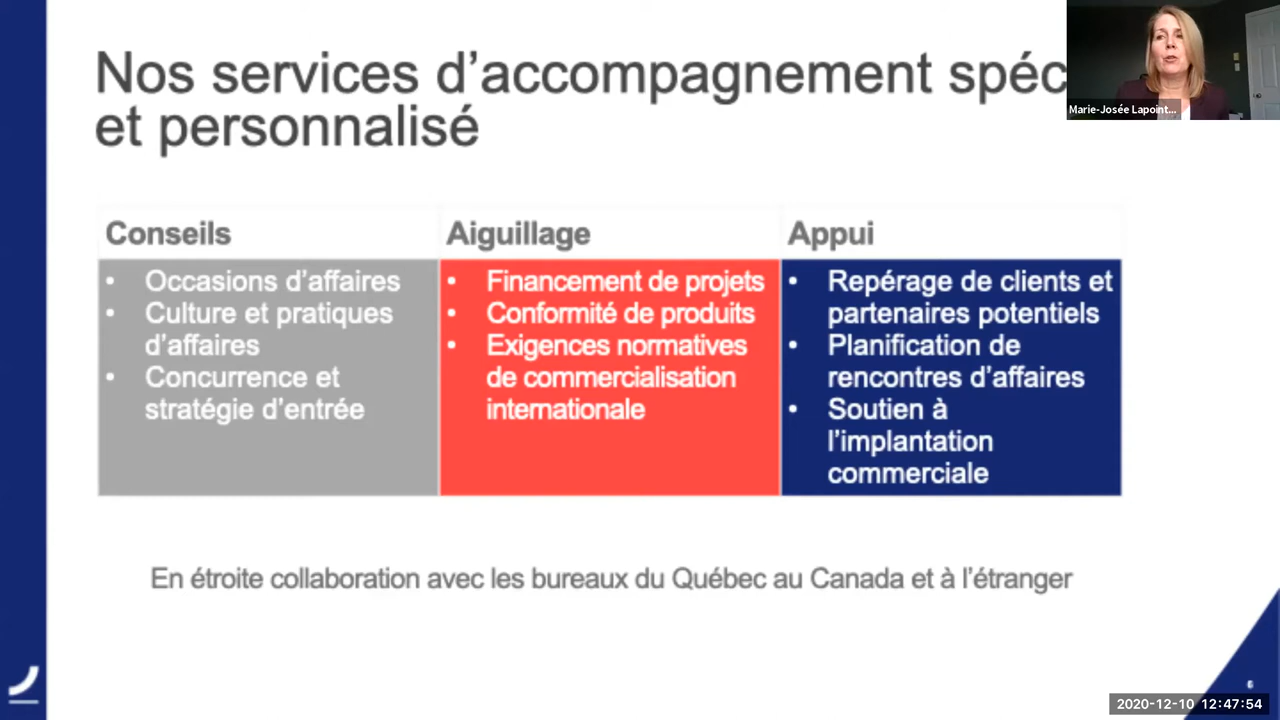 Nos services d’accompagnement spéc
et personnalisé
Marie-Josée Lapoint...
Conseils
• Occasions d’affaires
• Culture et pratiques
d’affaires
• Concurrence et
stratégie d’entrée
Aiguillage
• Financement de projets
• Conformité de produits
• Exigences normatives
de commercialisation
internationale
Appui
• Repérage de clients et
partenaires potentiels
• Planification de
rencontres d’affaires
• Soutien à
l’implantation
commerciale
En étroite collaboration avec les bureaux du Québec au Canada et à l’étranger
6
2020-12-10 12:47:54